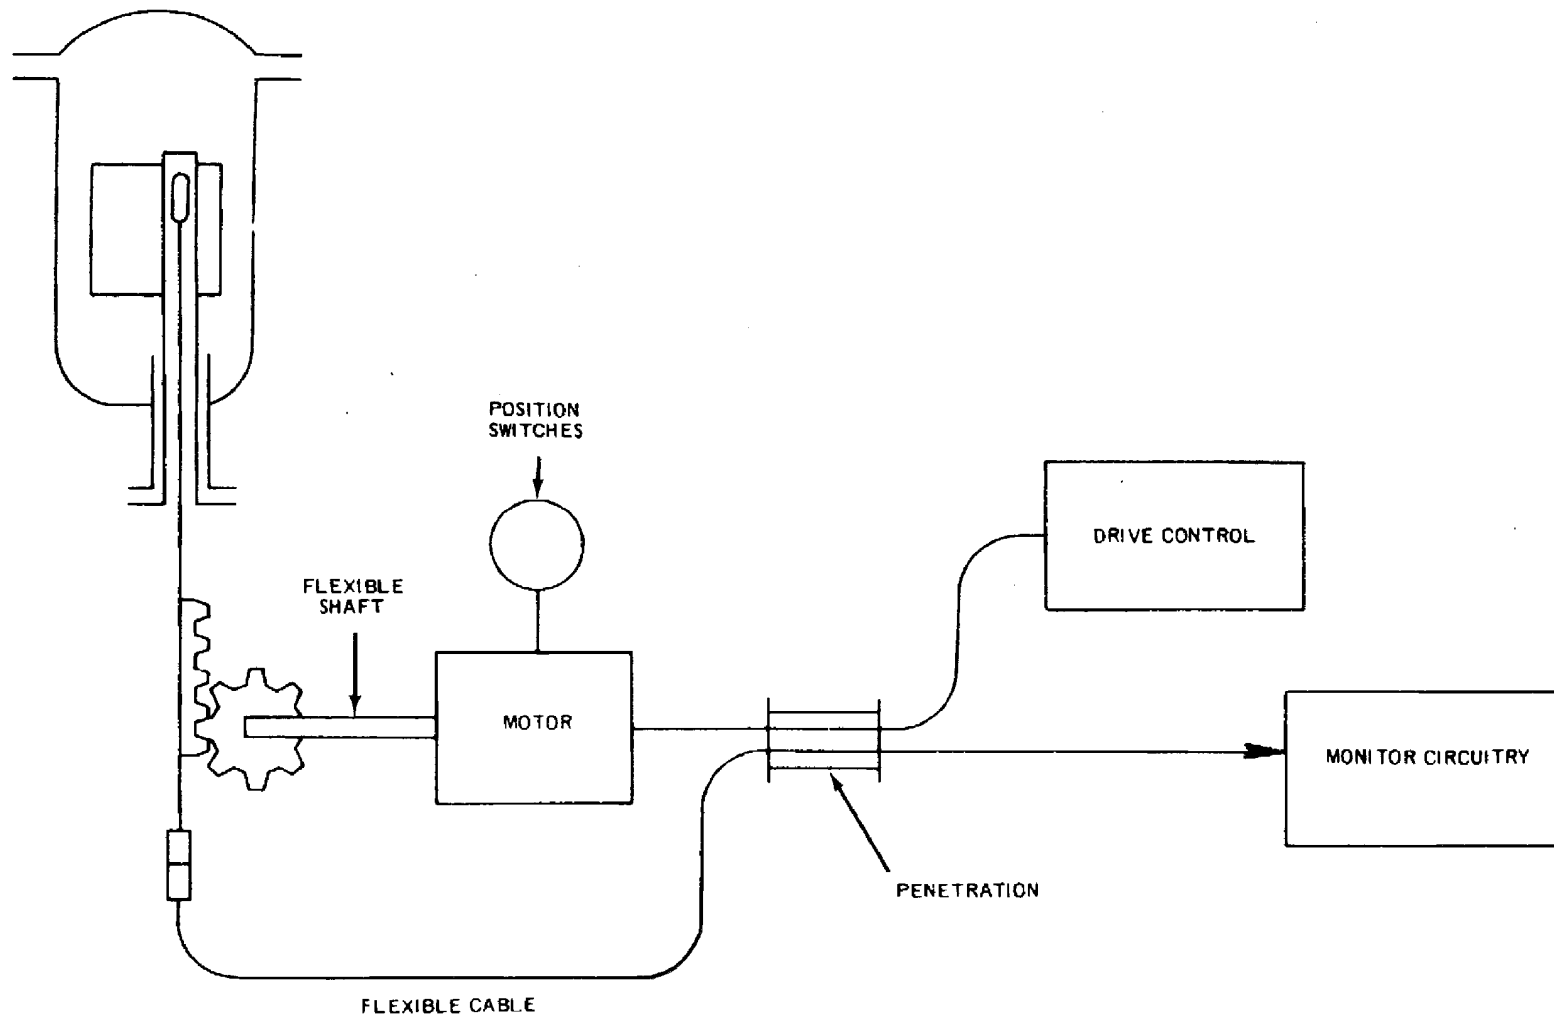 POSITION
SWITCHES
DRIVE CONTROL
FLEXIBLE
SHAFT
MOTOR
MONITOR CIRCUITRY
PENETRATION
FLEXIBLE CABLE